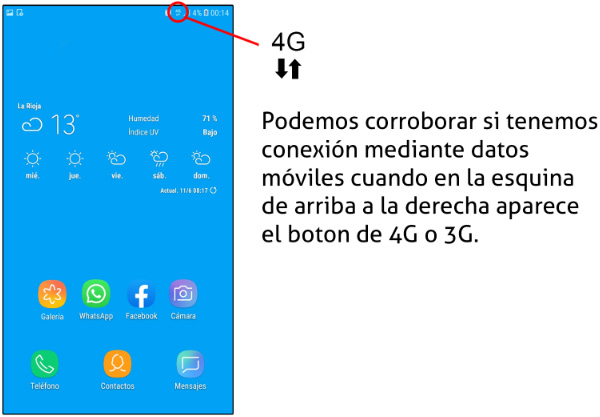 4% 00:14
4G
La Rioja
13°
Humedad 71 %
Índice UV Bajo
mié. jue. vie. sáb. dom.
Actual. 11/6 08:17
Podemos corroborar si tenemos
conexión mediante datos
móviles cuando en la esquina
de arriba a la derecha aparece
el boton de 4G o 3G.
Galería WhatsApp Facebook Cámara
Teléfono Contactos Mensajes